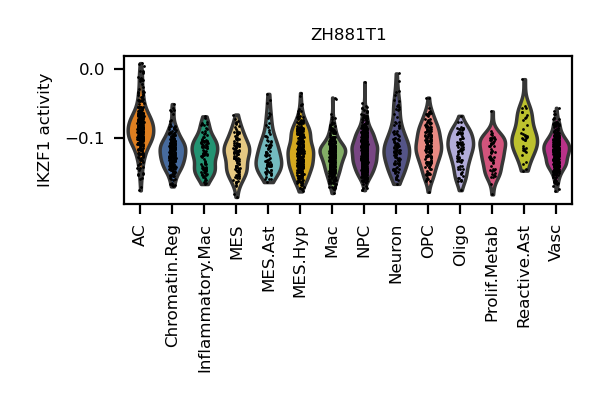 ZH881T1
IKZF1 activity
0.0
−0.1
AC
Chromatin.Reg
Inflammatory.Mac
MES
MES.Ast
MES.Hyp
Mac
NPC
Neuron
OPC
Oligo
Prolif.Metab
Reactive.Ast
Vasc